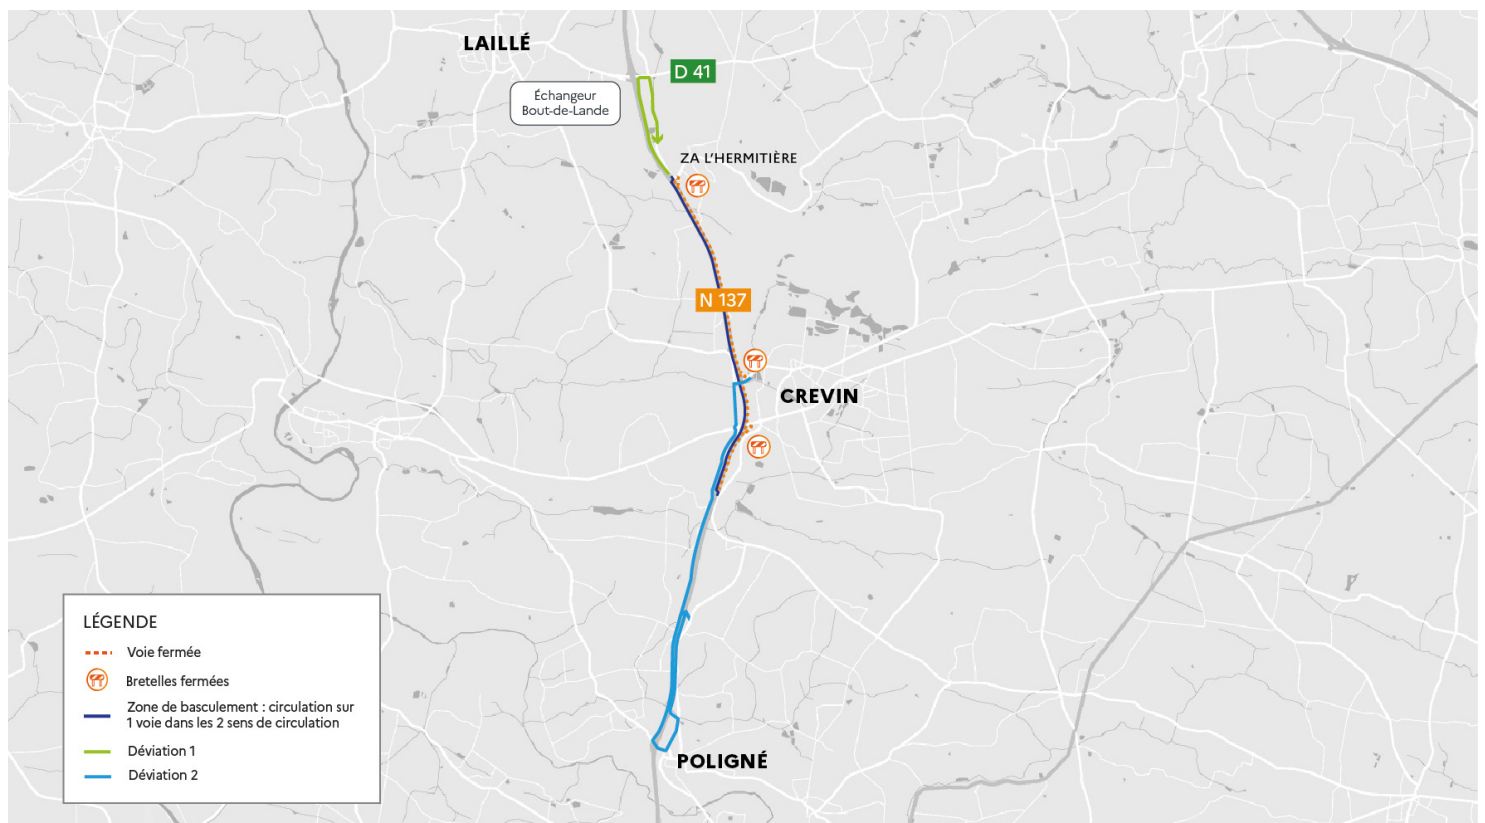 LAILLÉ
D 41
Échangeur
Bout-de-Lande
ZA L'HERMITIÈRE
N 137
CREVIN
POLIGNÉ
LÉGENDE
Voie fermée
Bretelles fermées
Zone de basculement : circulation sur
1 voie dans les 2 sens de circulation
Déviation 1
Déviation 2